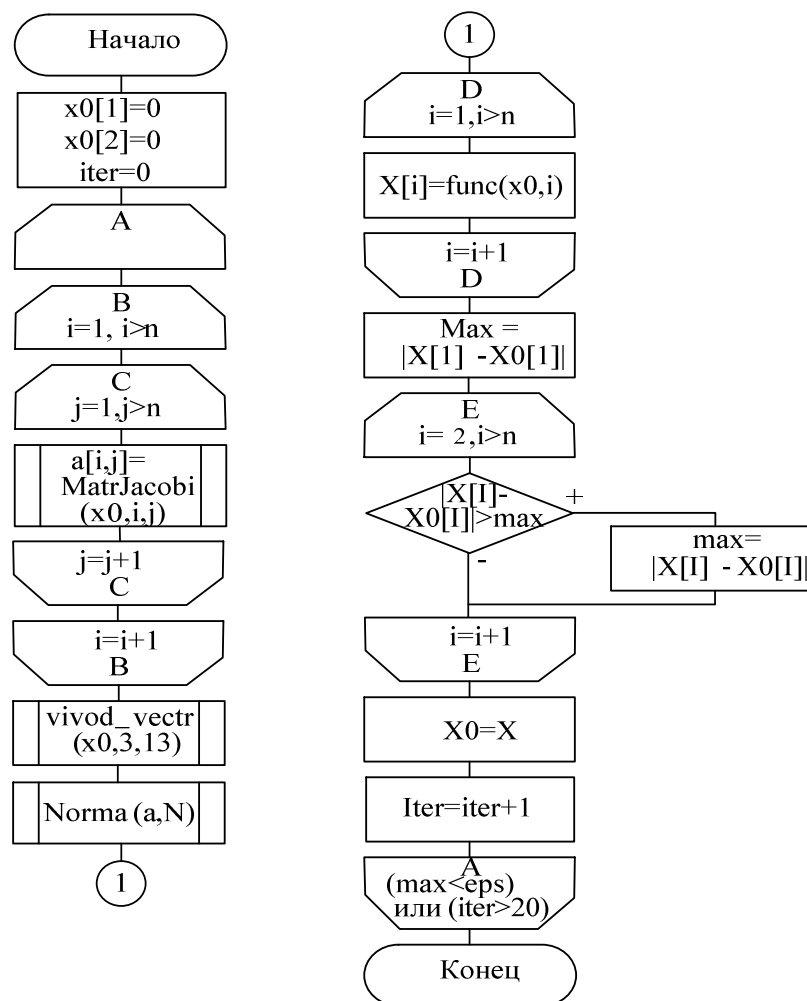 Начало
x0[1]=0
x0[2]=0
iter=0
A
B
i=1, i>n
C
j=1,j>n
a[i,j]=
MatrJacobi
(x0,i,j)
j=j+1
C
i=i+1
B
vivod_vectr
(x0,3,13)
Norma (a,N)
1
1
D
i=1,i>n
X[i]=func(x0,i)
i=i+1
D
Max =
|X[1] -X0[1]|
E
i= 2,i>n
|X[I]-
X0[I]|>max
+
-
max=
|X[I] - X0[I]|
i=i+1
E
X0=X
Iter=iter+1
A
(max<eps)
или (iter>20)
Конец